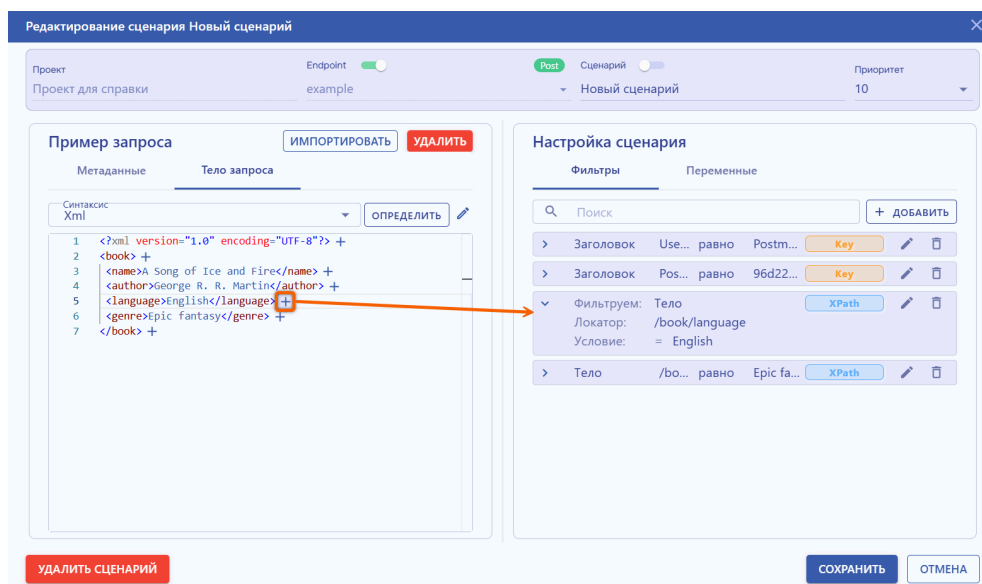 Редактирование сценария Новый сценарий
Проект
Проект для справки
Endpoint
example
Post
Сценарий
Новый сценарий
Приоритет
10
Пример запроса
ИМПОРТИРОВАТЬ
УДАЛИТЬ
Метаданные
Тело запроса
Синтаксис
Xml
ОПРЕДЕЛИТЬ
1 <?xml version="1.0" encoding="UTF-8"?> +
2 <book> +
3 <name>A Song of Ice and Fire</name> +
4 <author>George R. R. Martin</author> +
5 <language>English</language> +
6 <genre>Epic fantasy</genre> +
7 </book> +
Настройка сценария
Фильтры
Переменные
Поиск
+ ДОБАВИТЬ
Заголовок Use... равно Postm... Key
Заголовок Pos... равно 96d22... Key
Фильтруем: Тело XPath
Локатор: /book/language
Условие: = English
Тело /bo... равно Epic fa... XPath
УДАЛИТЬ СЦЕНАРИЙ
СОХРАНИТЬ
ОТМЕНА